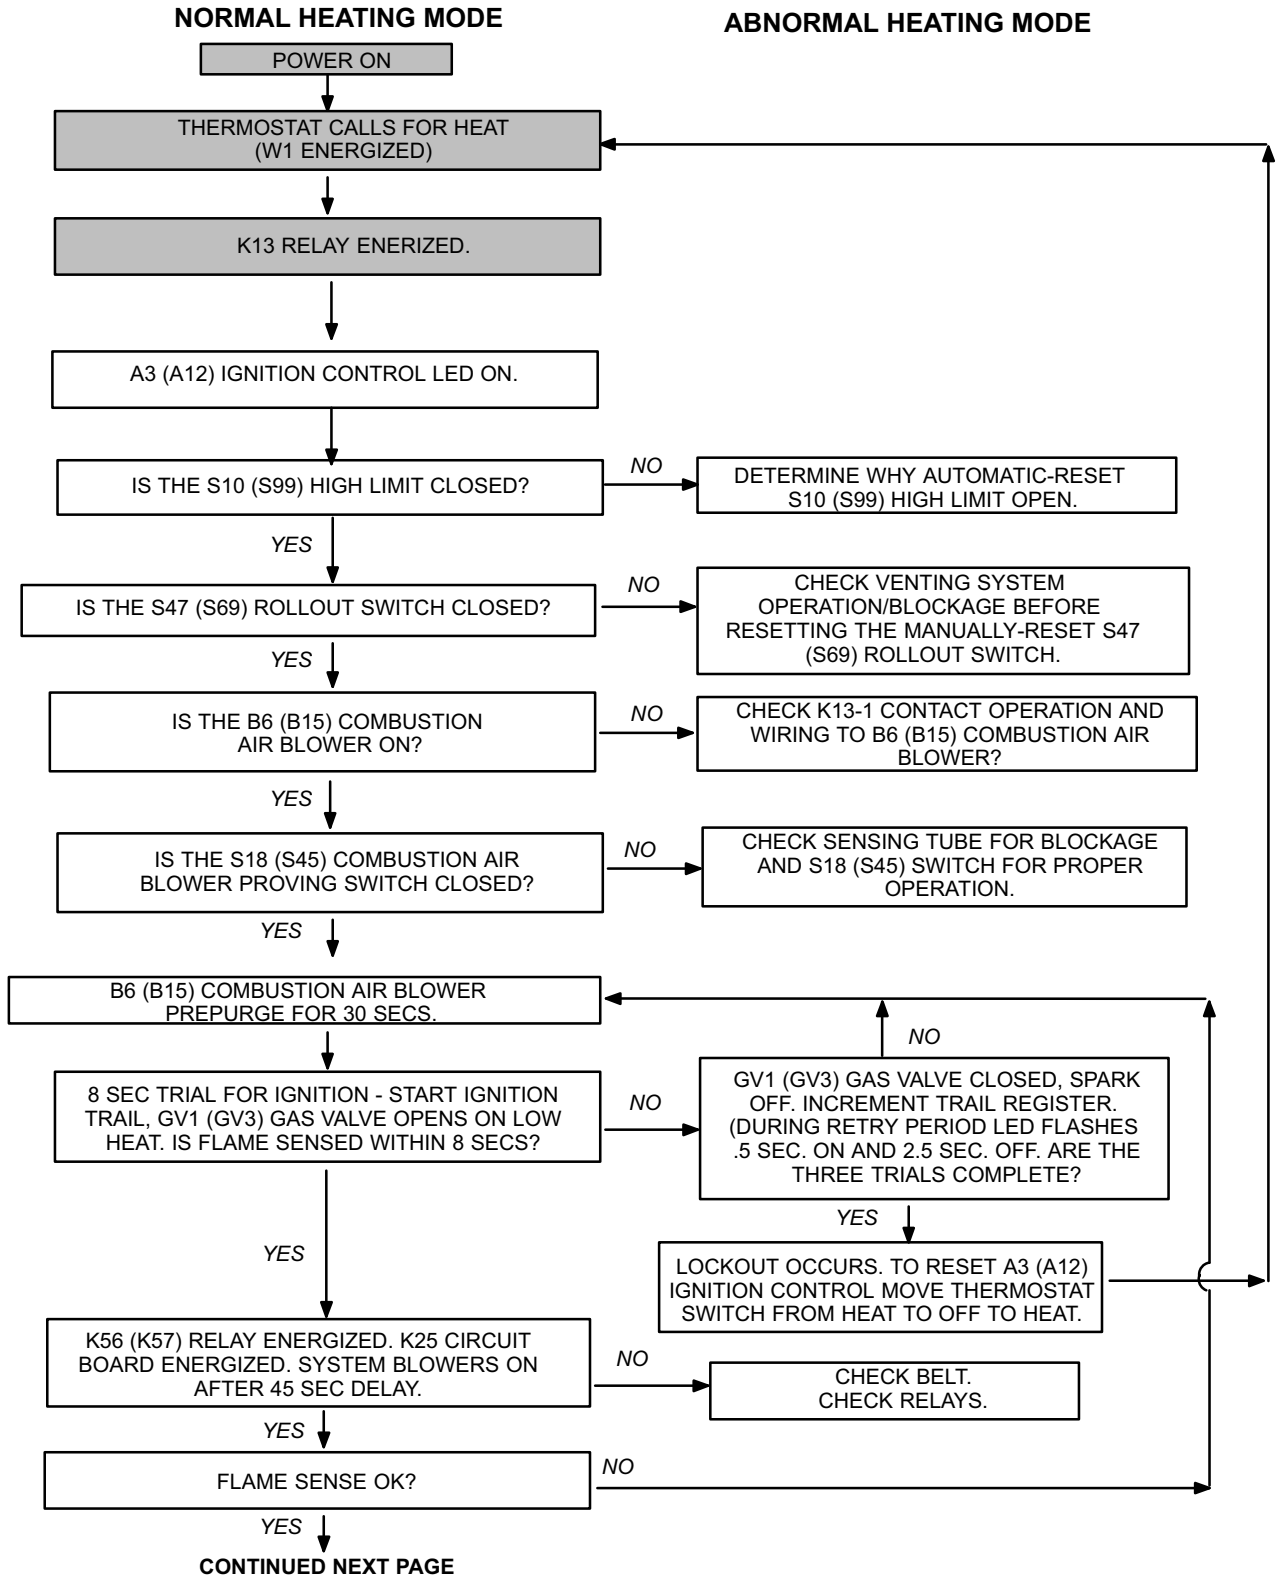 NORMAL HEATING MODE
ABNORMAL HEATING MODE
POWER ON
THERMOSTAT CALLS FOR HEAT
(W1 ENERGIZED)
K13 RELAY ENERIZED.
A3 (A12) IGNITION CONTROL LED ON.
IS THE S10 (S99) HIGH LIMIT CLOSED?
NO
DETERMINE WHY AUTOMATIC-RESET
S10 (S99) HIGH LIMIT OPEN.
YES
IS THE S47 (S69) ROLLOUT SWITCH CLOSED?
NO
CHECK VENTING SYSTEM
OPERATION/BLOCKAGE BEFORE
RESETTING THE MANUALLY-RESET S47
(S69) ROLLOUT SWITCH.
YES
IS THE B6 (B15) COMBUSTION
AIR BLOWER ON?
NO
CHECK K13-1 CONTACT OPERATION AND
WIRING TO B6 (B15) COMBUSTION AIR
BLOWER?
YES
IS THE S18 (S45) COMBUSTION AIR
BLOWER PROVING SWITCH CLOSED?
NO
CHECK SENSING TUBE FOR BLOCKAGE
AND S18 (S45) SWITCH FOR PROPER
OPERATION.
YES
B6 (B15) COMBUSTION AIR BLOWER
PREPURGE FOR 30 SECS.
NO
8 SEC TRIAL FOR IGNITION - START IGNITION
TRAIL, GV1 (GV3) GAS VALVE OPENS ON LOW
HEAT. IS FLAME SENSED WITHIN 8 SECS?
NO
GV1 (GV3) GAS VALVE CLOSED, SPARK
OFF. INCREMENT TRAIL REGISTER.
(DURING RETRY PERIOD LED FLASHES
.5 SEC. ON AND 2.5 SEC. OFF. ARE THE
THREE TRIALS COMPLETE?
YES
YES
LOCKOUT OCCURS. TO RESET A3 (A12)
IGNITION CONTROL MOVE THERMOSTAT
SWITCH FROM HEAT TO OFF TO HEAT.
K56 (K57) RELAY ENERGIZED. K25 CIRCUIT
BOARD ENERGIZED. SYSTEM BLOWERS ON
AFTER 45 SEC DELAY.
NO
CHECK BELT.
CHECK RELAYS.
YES
FLAME SENSE OK?
NO
YES
CONTINUED NEXT PAGE